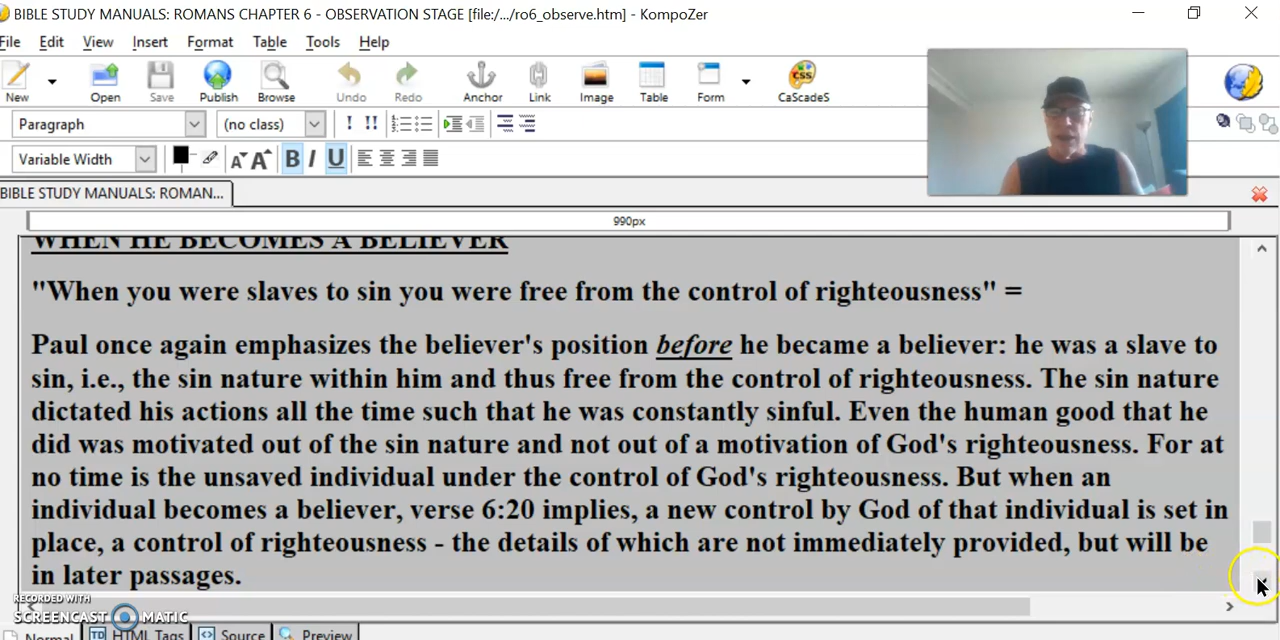 BIBLE STUDY MANUALS: ROMANS CHAPTER 6 - OBSERVATION STAGE [file:/.../ro6_observe.htm] - KompoZer
File Edit View Insert Format Table Tools Help
New Open Save Publish Browse Undo Redo Anchor Link Image Table Form CaScadeS
Paragraph (no class) ! !!
Variable Width A A B I U
BIBLE STUDY MANUALS: ROMAN...
990px
WHEN HE BECOMES A BELIEVER
"When you were slaves to sin you were free from the control of righteousness" =
Paul once again emphasizes the believer's position before he became a believer: he was a slave to
sin, i.e., the sin nature within him and thus free from the control of righteousness. The sin nature
dictated his actions all the time such that he was constantly sinful. Even the human good that he
did was motivated out of the sin nature and not out of a motivation of God's righteousness. For at
no time is the unsaved individual under the control of God's righteousness. But when an
individual becomes a believer, verse 6:20 implies, a new control by God of that individual is set in
place, a control of righteousness - the details of which are not immediately provided, but will be
in later passages.
RECORDED WITH
SCREENCAST MATIC
Normal TD HTML Tags <> Source Preview